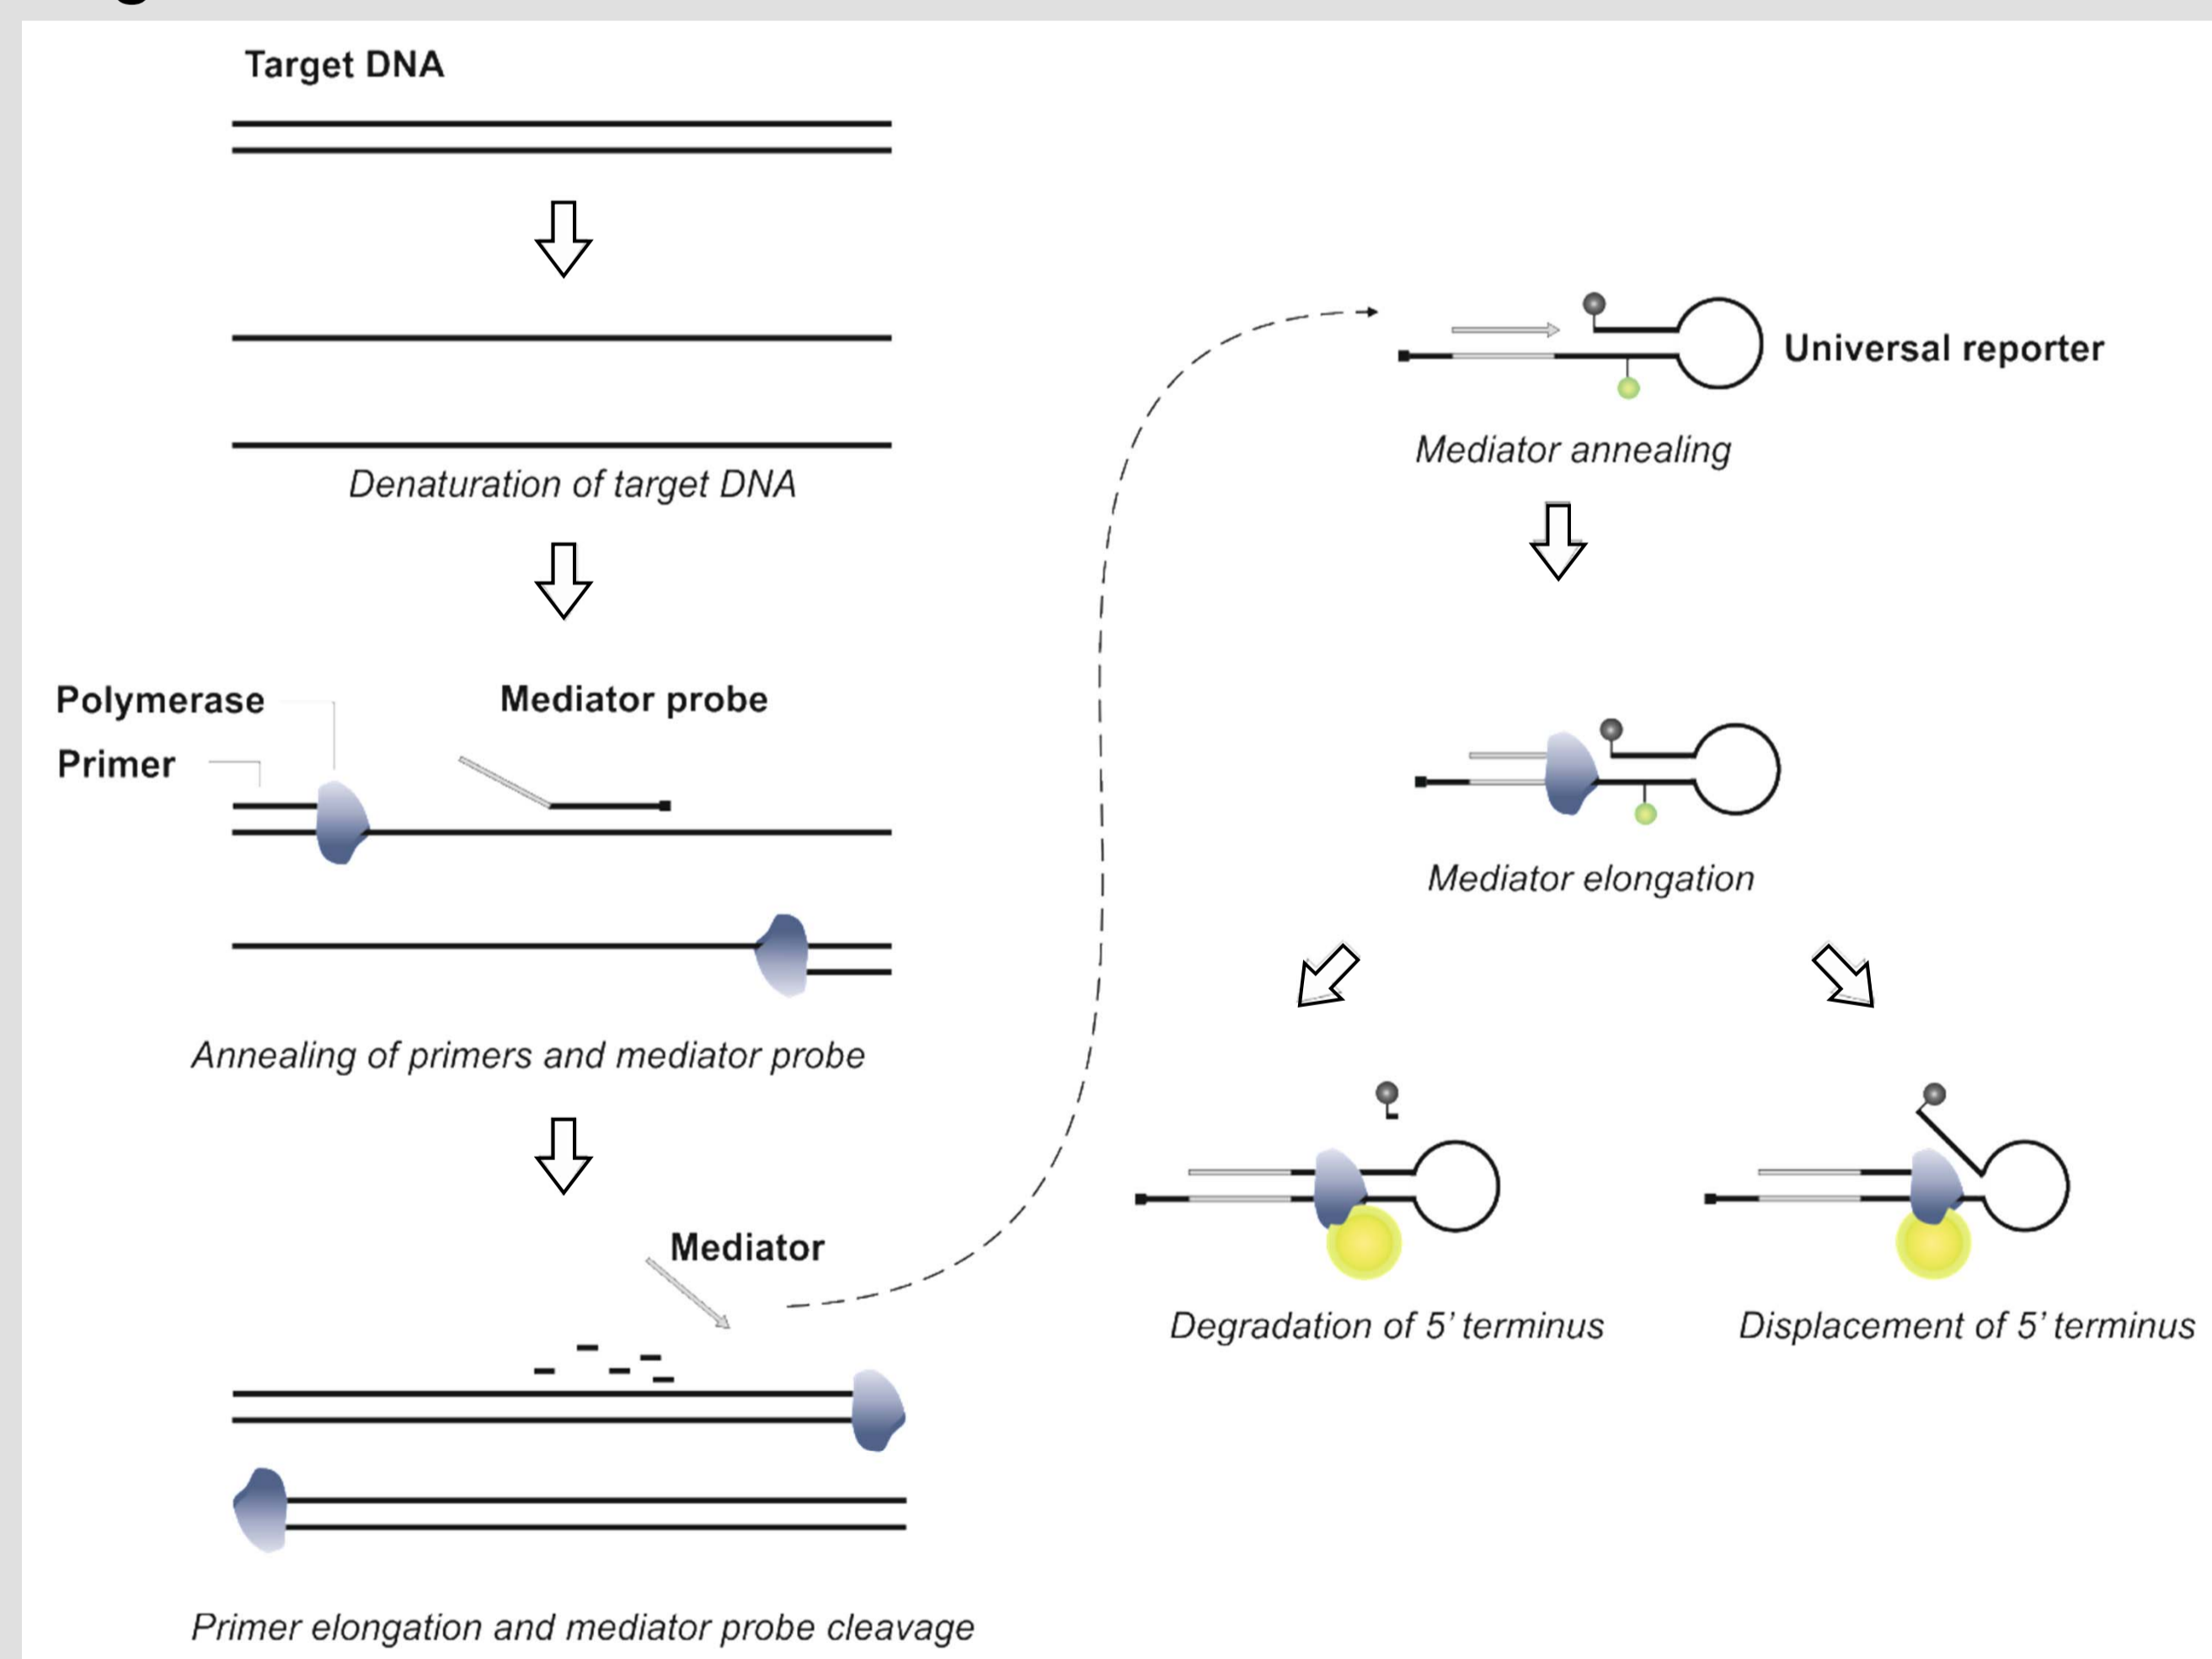 Target DNA
Denaturation of target DNA
Polymerase
Mediator probe
Primer
Annealing of primers and mediator probe
Mediator
Primer elongation and mediator probe cleavage
Universal reporter
Mediator annealing
Mediator elongation
Degradation of 5’ terminus
Displacement of 5’ terminus